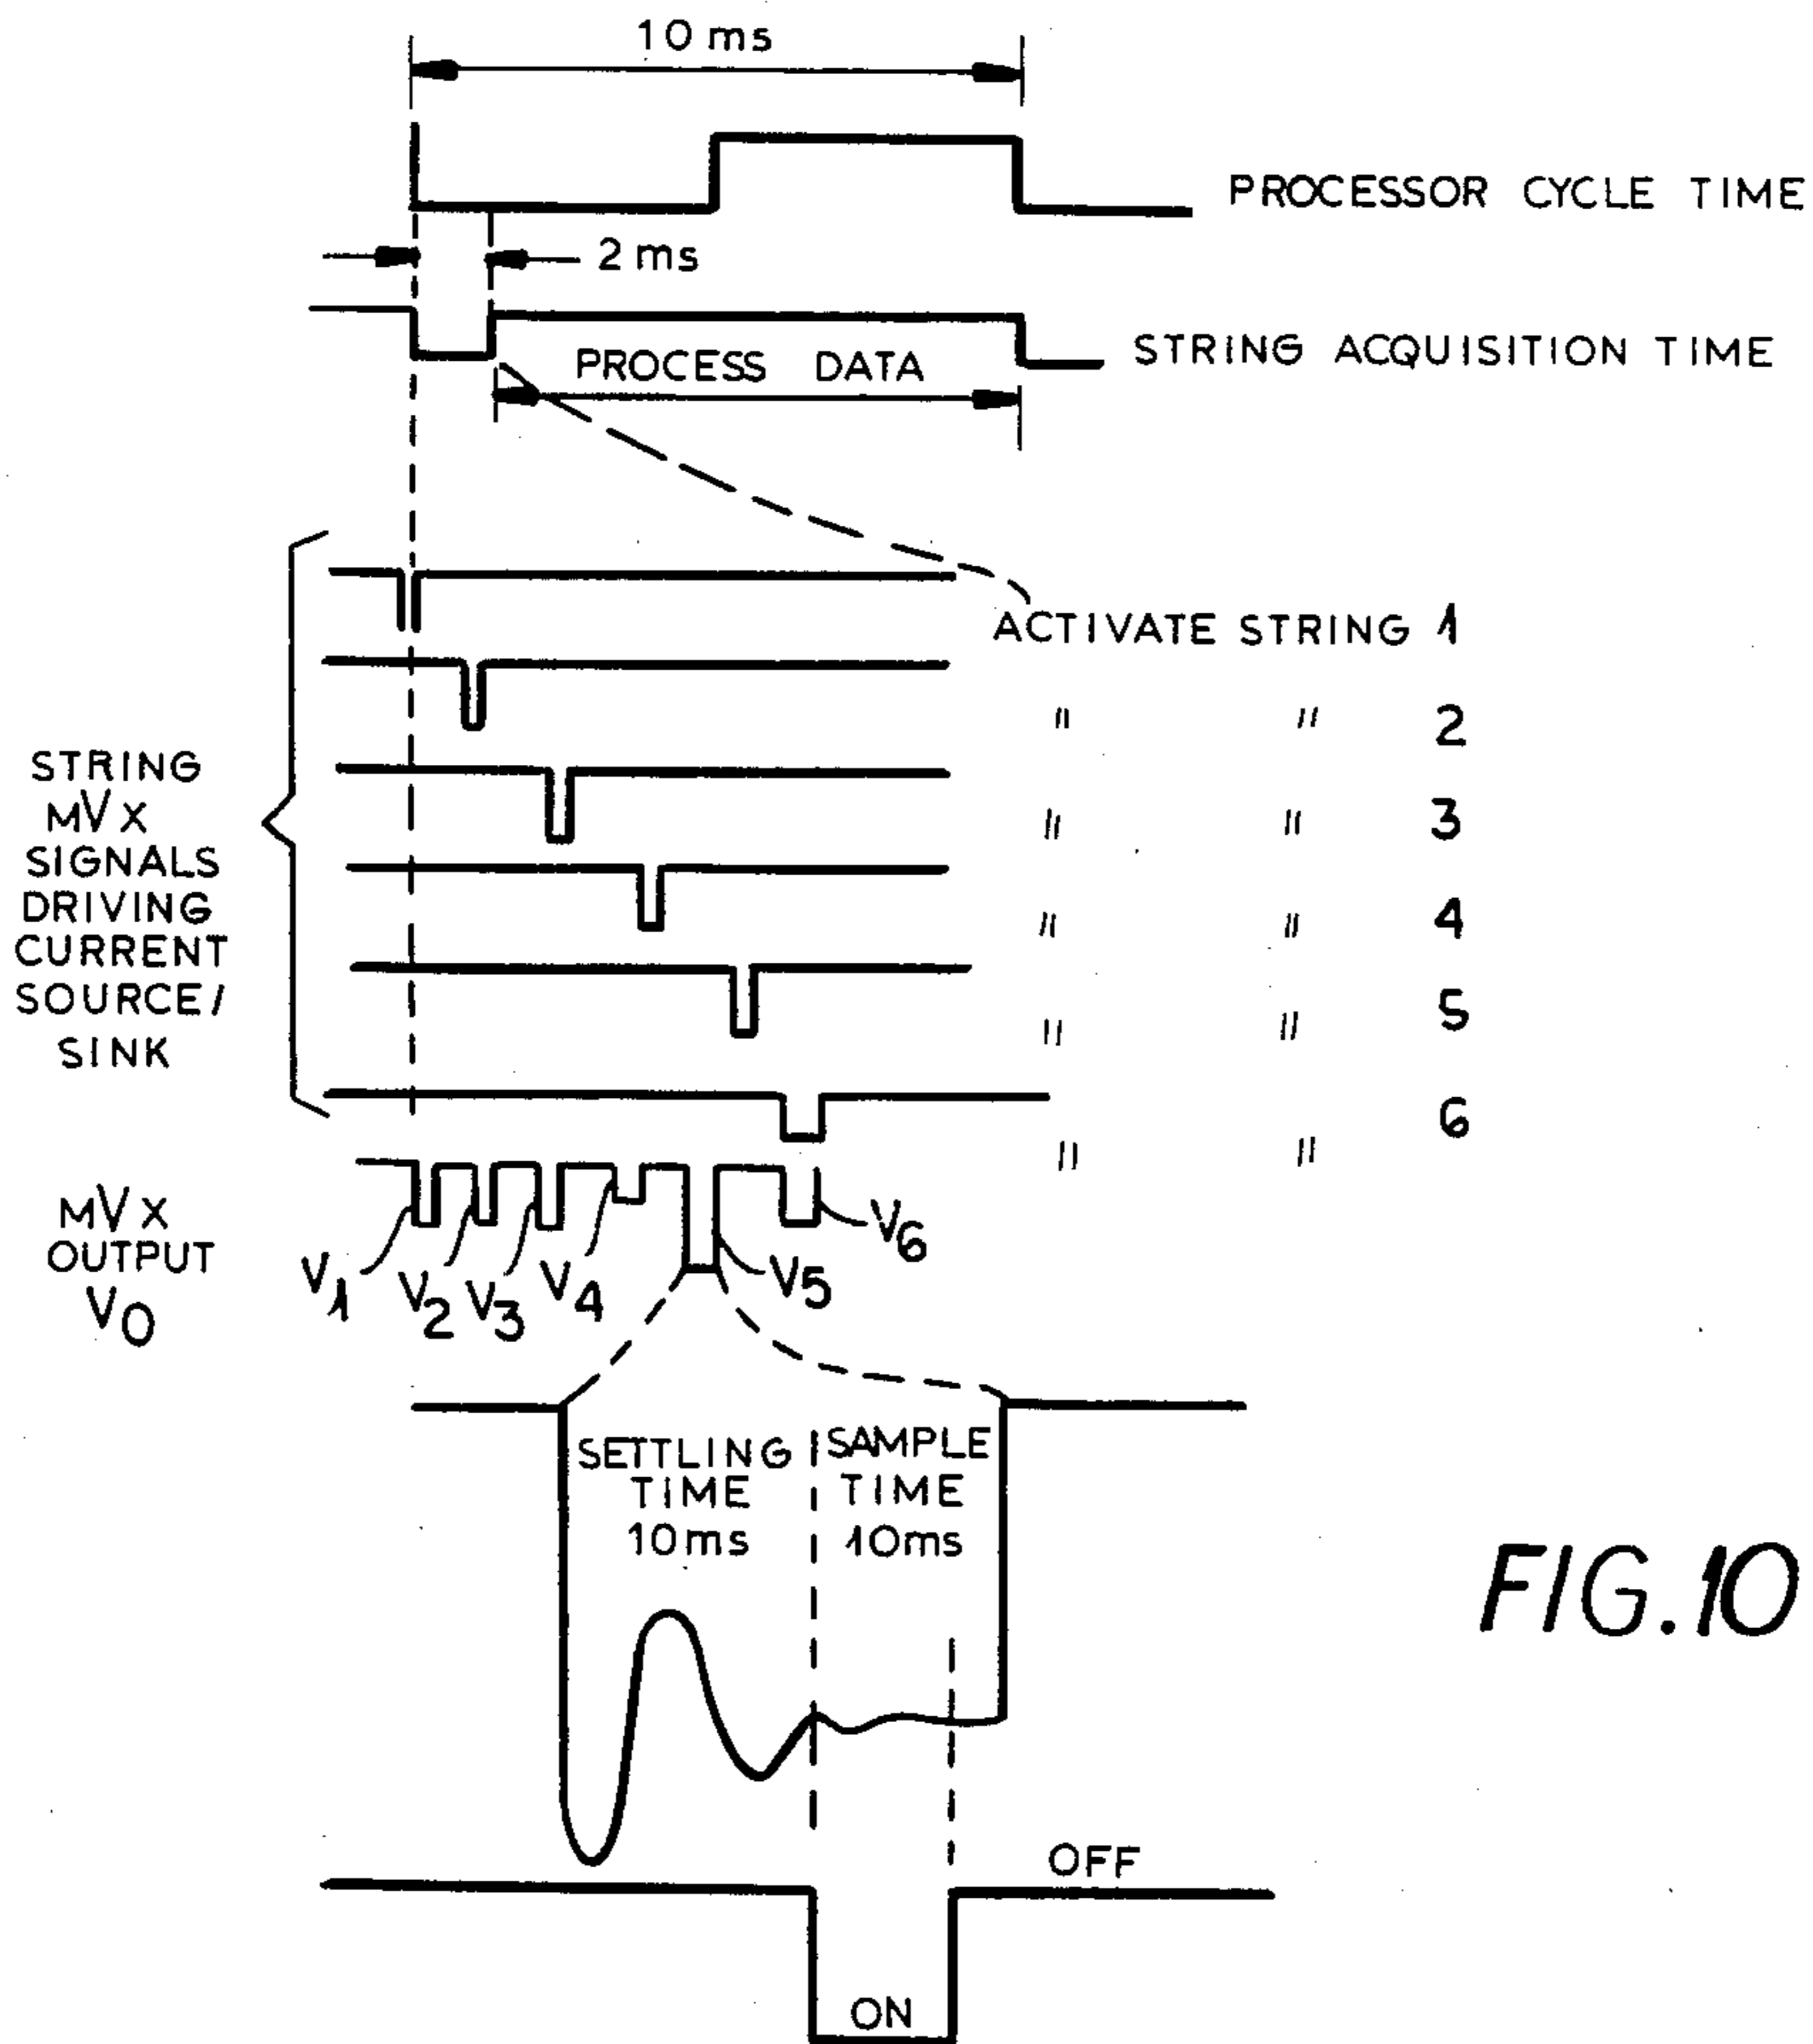 10 ms
PROCESSOR CYCLE TIME
2 ms
STRING ACQUISITION TIME
PROCESS DATA
ACTIVATE STRING 1
" " 2
" " 3
" " 4
" " 5
" " 6
STRING
MVX
SIGNALS
DRIVING
CURRENT
SOURCE/
SINK
MVX
OUTPUT
VO
V1
V2
V3
V4
V5
V6
SETTLING
TIME
10ms
SAMPLE
TIME
10ms
OFF
ON
FIG.10